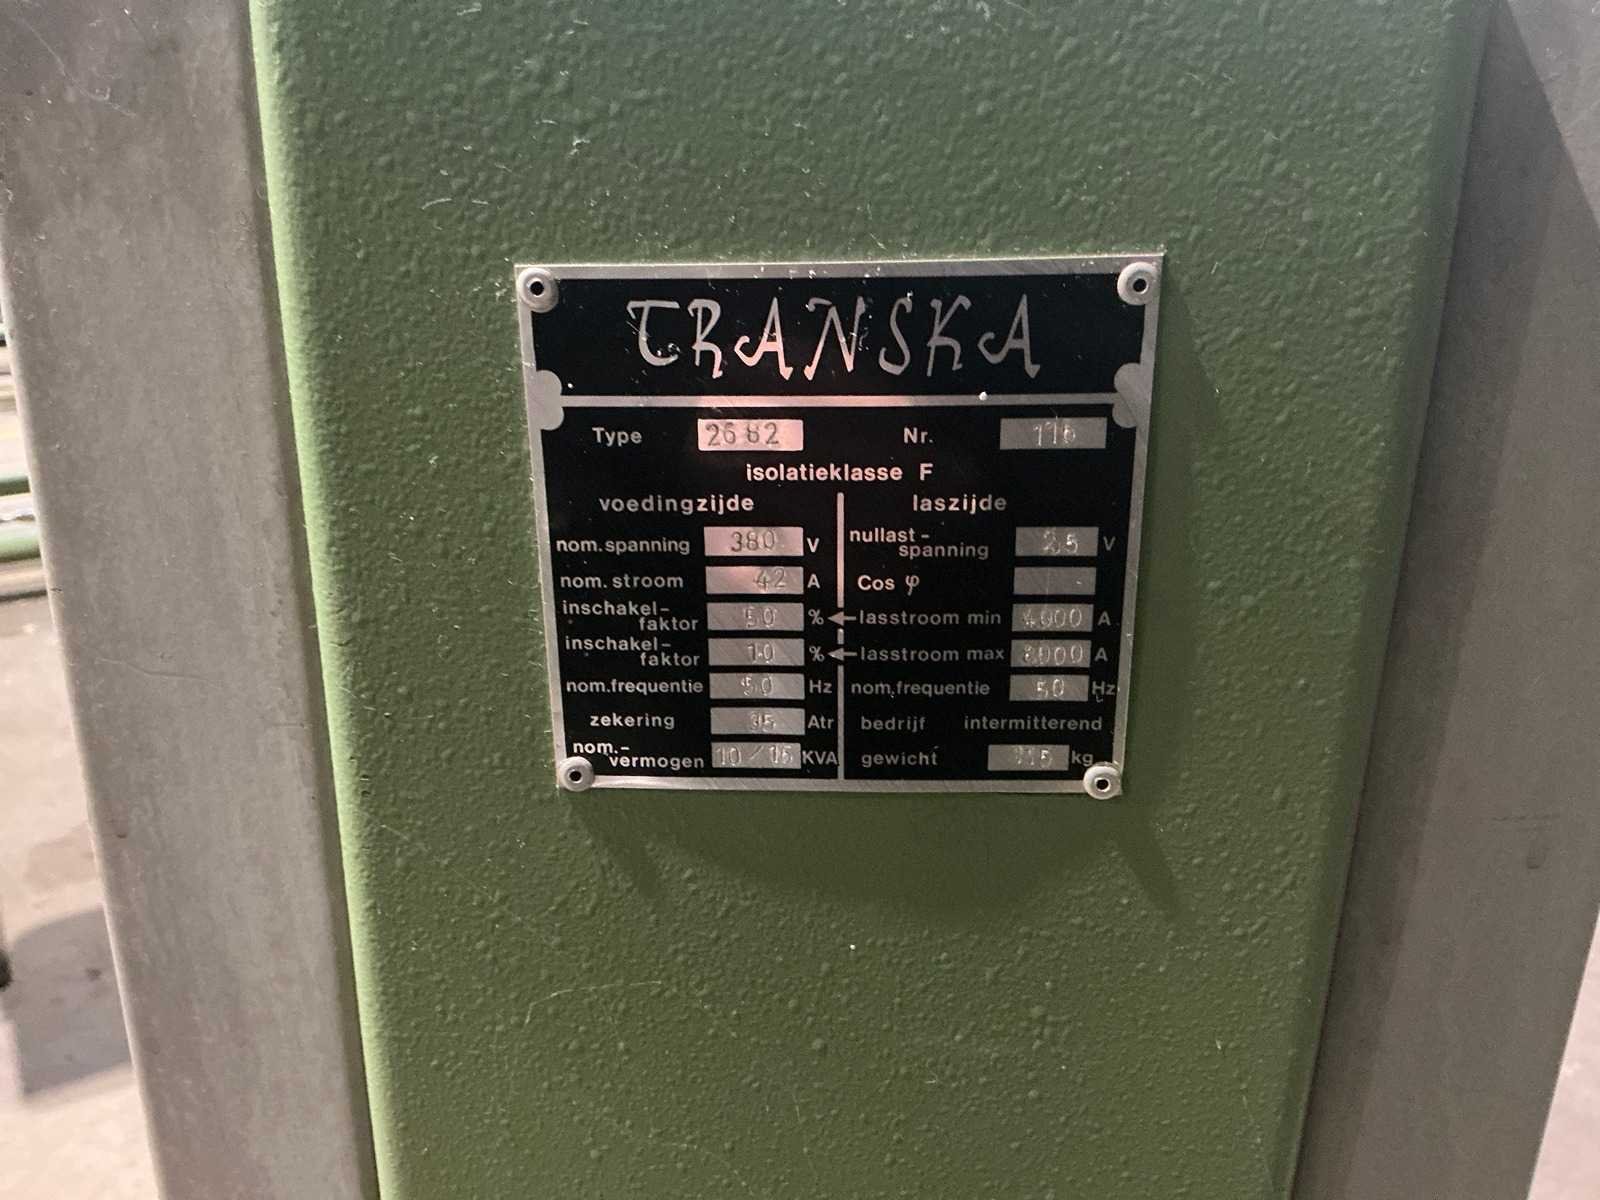 TRANSKA
Type 2682 Nr. 116
isolatieklasse F
voedingzijde laszijde
nom. spanning 380 V nullast-
spanning 2.5 V
nom. stroom 42 A Cos φ
inschakel-
faktor 50 % ← lasstroom min 4000 A
inschakel-
faktor 10 % ← lasstroom max 8000 A
nom. frequentie 50 Hz nom. frequentie 50 Hz
zekering 35 Atr bedrijf intermitterend
nom.-
vermogen 10/16 KVA gewicht kg